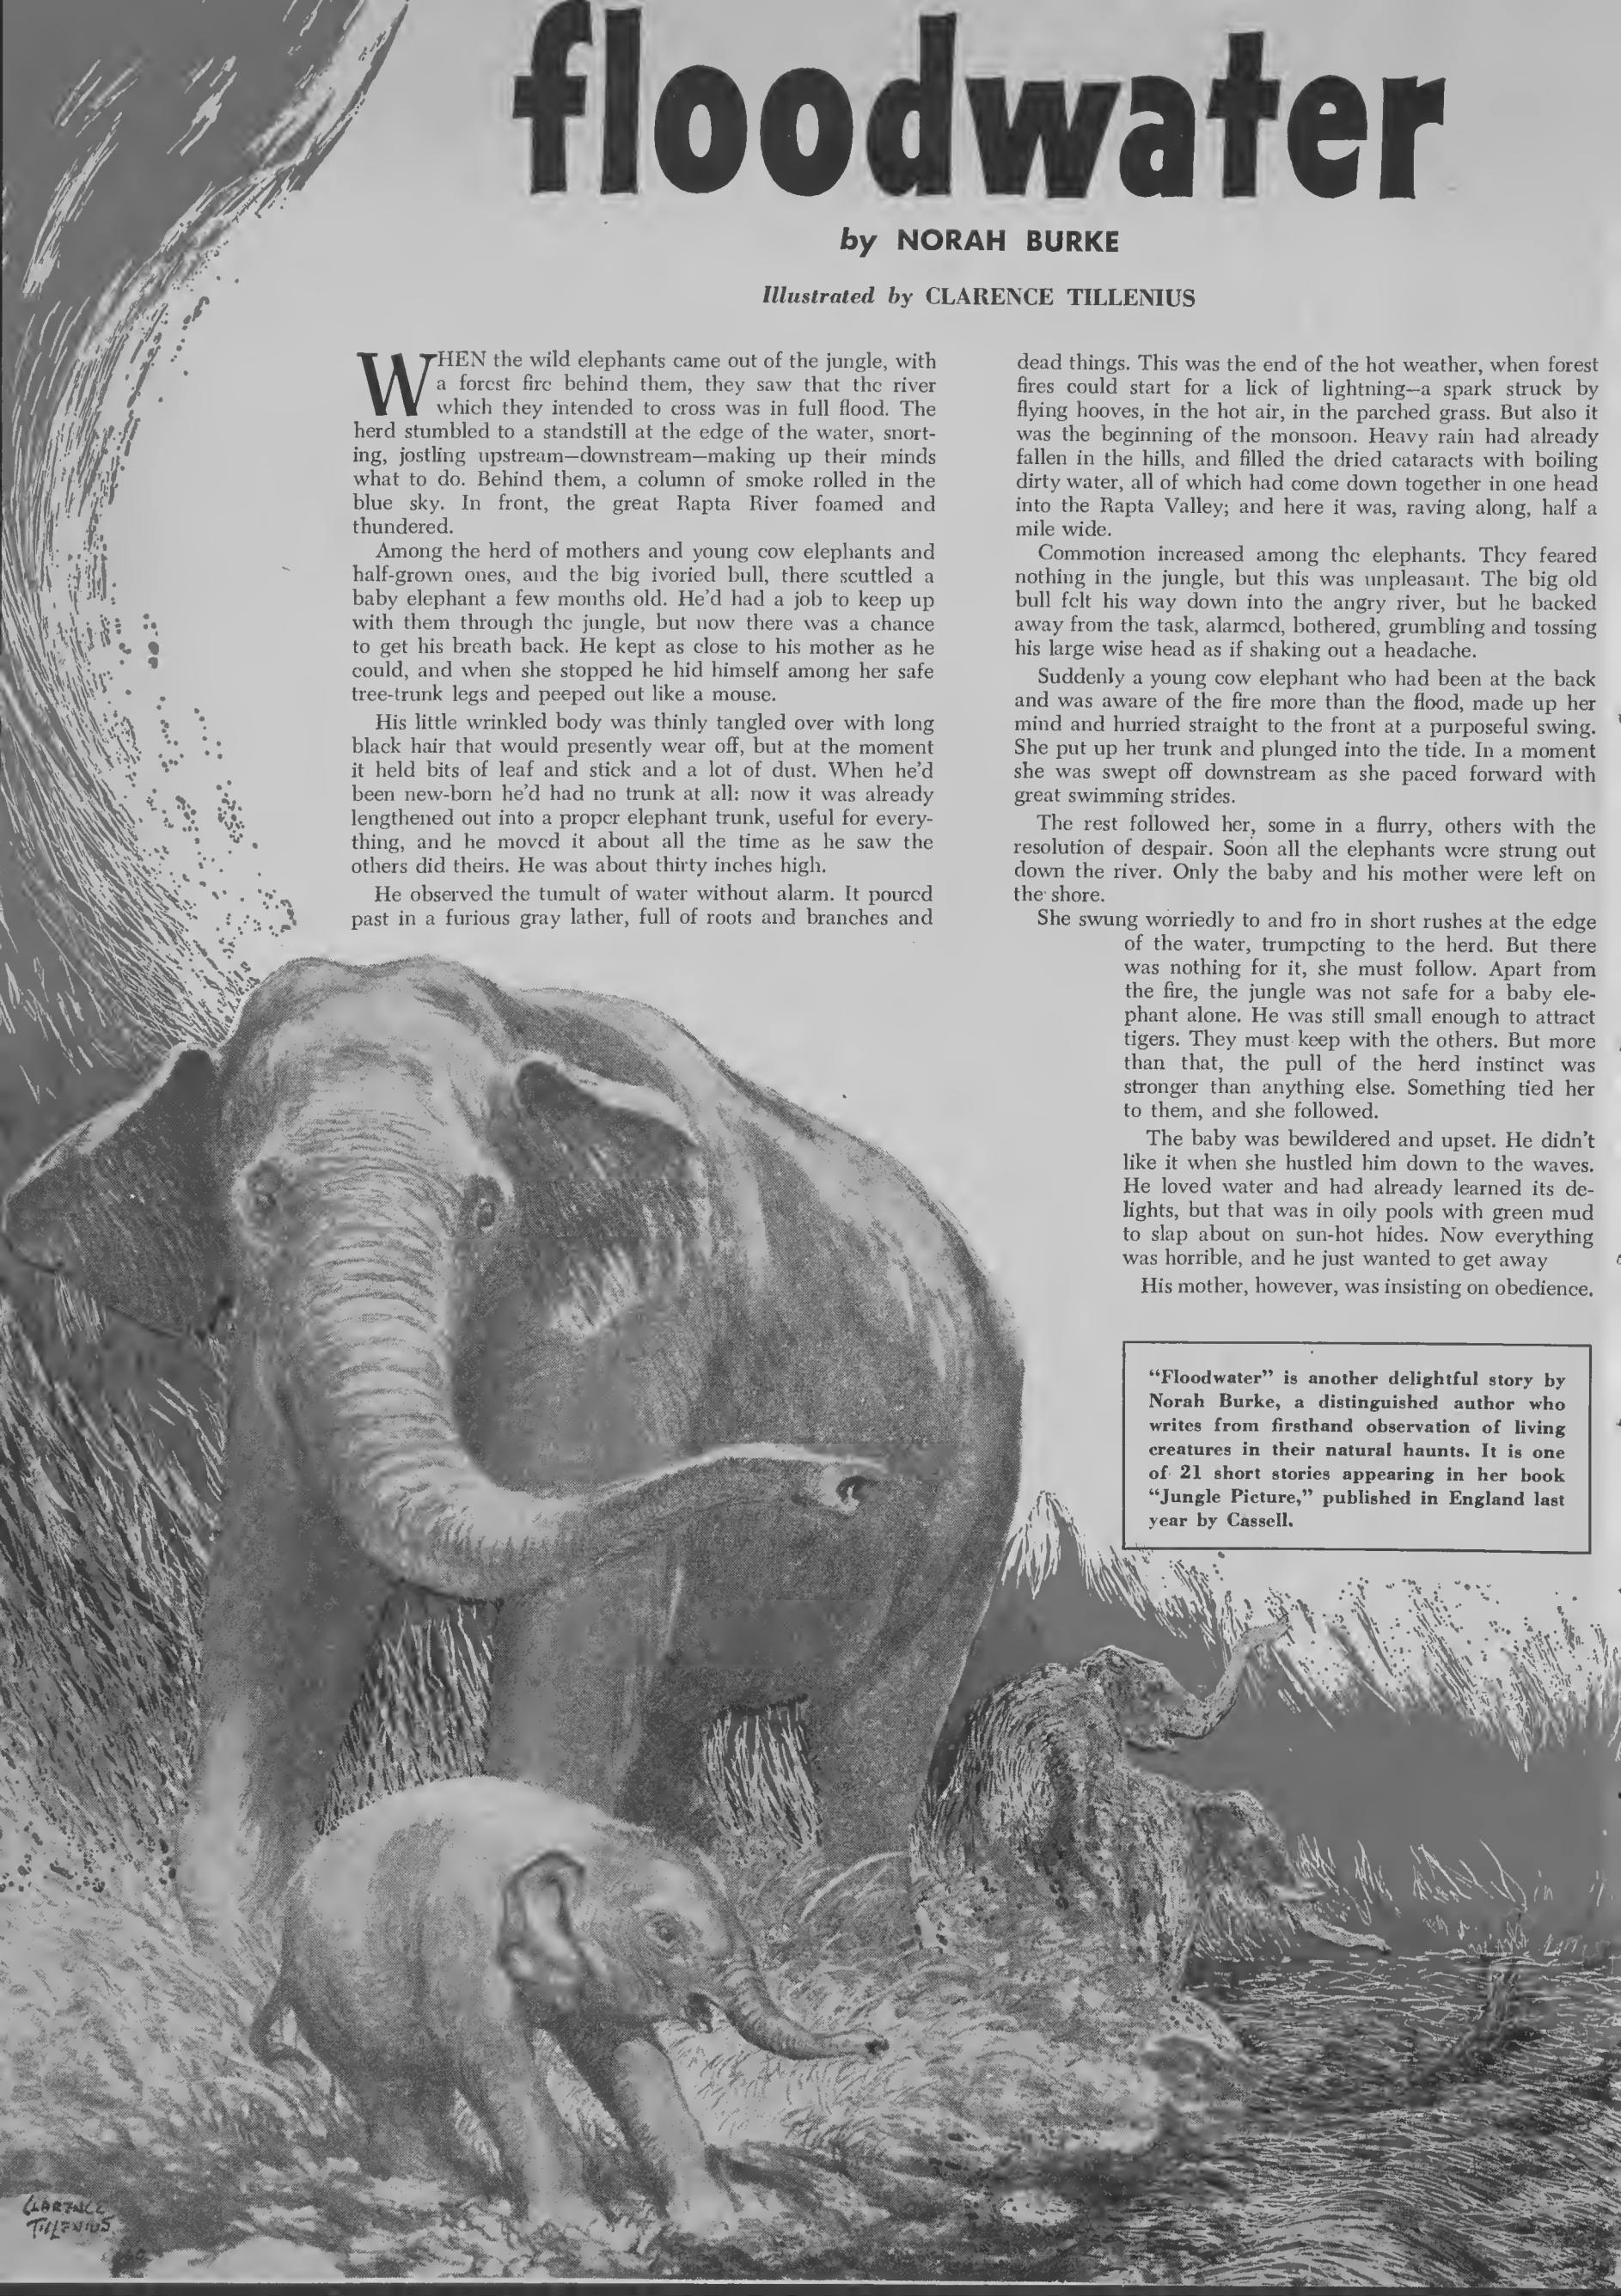 floodwater
by NORAH BURKE
Illustrated by CLARENCE TILLENIUS
WHEN the wild elephants came out of the jungle, with
a forest fire behind them, they saw that the river
which they intended to cross was in full flood. The
herd stumbled to a standstill at the edge of the water, snort-
ing, jostling upstream—downstream—making up their minds
what to do. Behind them, a column of smoke rolled in the
blue sky. In front, the great Rapta River foamed and
thundered.
Among the herd of mothers and young cow elephants and
half-grown ones, and the big ivoried bull, there scuttled a
baby elephant a few months old. He’d had a job to keep up
with them through the jungle, but now there was a chance
to get his breath back. He kept as close to his mother as he
could, and when she stopped he hid himself among her safe
tree-trunk legs and peeped out like a mouse.
His little wrinkled body was thinly tangled over with long
black hair that would presently wear off, but at the moment
it held bits of leaf and stick and a lot of dust. When he’d
been new-born he’d had no trunk at all: now it was already
lengthened out into a proper elephant trunk, useful for every-
thing, and he moved it about all the time as he saw the
others did theirs. He was about thirty inches high.
He observed the tumult of water without alarm. It poured
past in a furious gray lather, full of roots and branches and
dead things. This was the end of the hot weather, when forest
fires could start for a lick of lightning—a spark struck by
flying hooves, in the hot air, in the parched grass. But also it
was the beginning of the monsoon. Heavy rain had already
fallen in the hills, and filled the dried cataracts with boiling
dirty water, all of which had come down together in one head
into the Rapta Valley; and here it was, raving along, half a
mile wide.
Commotion increased among the elephants. They feared
nothing in the jungle, but this was unpleasant. The big old
bull felt his way down into the angry river, but he backed
away from the task, alarmed, bothered, grumbling and tossing
his large wise head as if shaking out a headache.
Suddenly a young cow elephant who had been at the back
and was aware of the fire more than the flood, made up her
mind and hurried straight to the front at a purposeful swing.
She put up her trunk and plunged into the tide. In a moment
she was swept off downstream as she paced forward with
great swimming strides.
The rest followed her, some in a flurry, others with the
resolution of despair. Soon all the elephants were strung out
down the river. Only the baby and his mother were left on
the shore.
She swung worriedly to and fro in short rushes at the edge
of the water, trumpeting to the herd. But there
was nothing for it, she must follow. Apart from
the fire, the jungle was not safe for a baby ele-
phant alone. He was still small enough to attract
tigers. They must keep with the others. But more
than that, the pull of the herd instinct was
stronger than anything else. Something tied her
to them, and she followed.
The baby was bewildered and upset. He didn’t
like it when she hustled him down to the waves.
He loved water and had already learned its de-
lights, but that was in oily pools with green mud
to slap about on sun-hot hides. Now everything
was horrible, and he just wanted to get away
His mother, however, was insisting on obedience.
“Floodwater” is another delightful story by
Norah Burke, a distinguished author who
writes from firsthand observation of living
creatures in their natural haunts. It is one
of 21 short stories appearing in her book
“Jungle Picture,” published in England last
year by Cassell.
CLARENCE
TILLENIUS